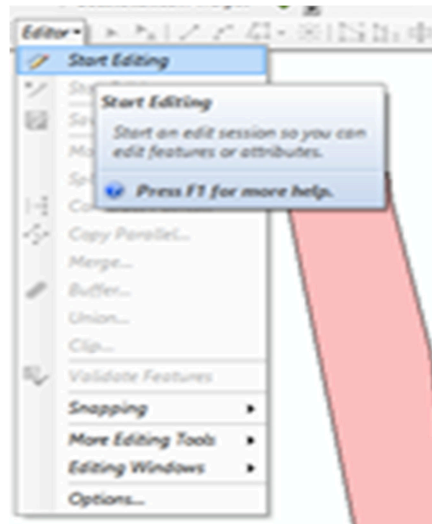 Editor
Start Editing
Start Editing
Start an edit session so you can
edit features or attributes.
Press F1 for more help.
Copy Parallel...
Merge...
Buffer...
Union...
Clip...
Validate Features
Snapping
More Editing Tools
Editing Windows
Options...